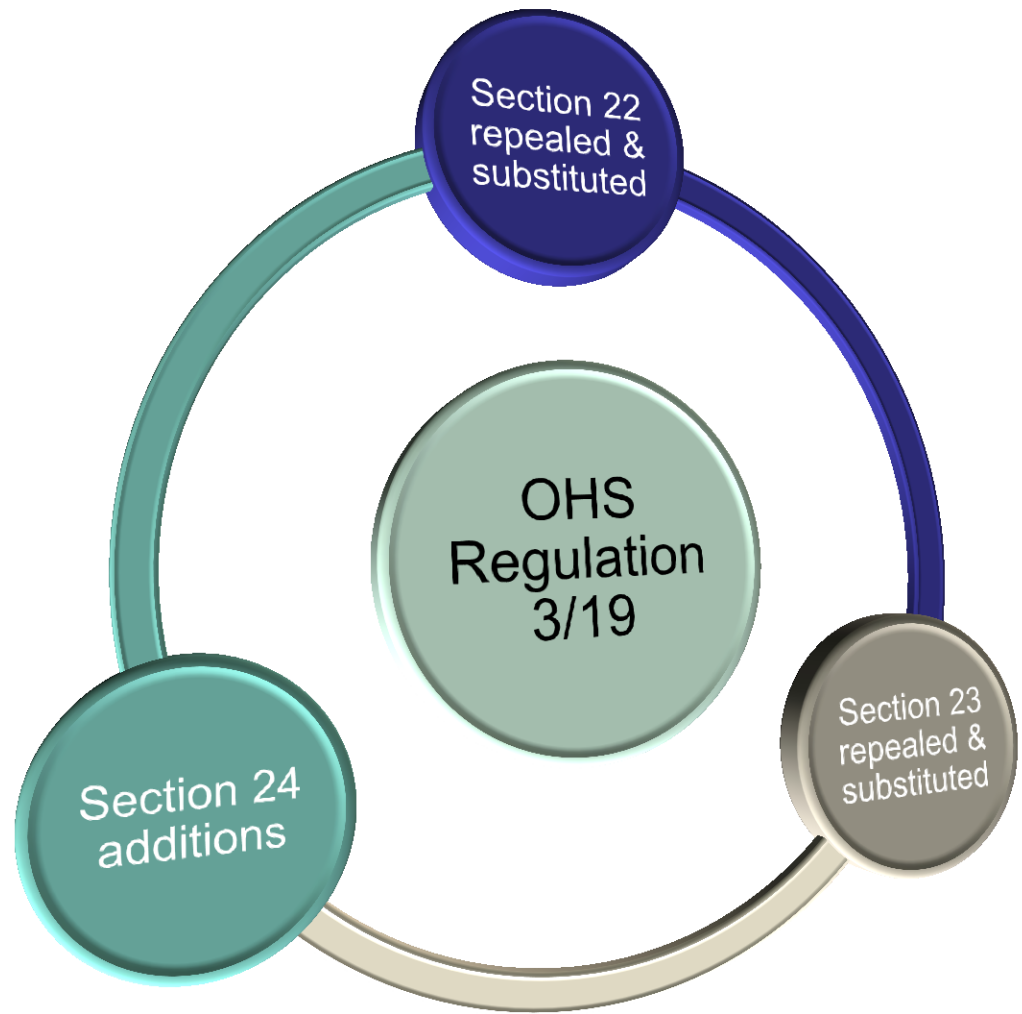 Section 22
repealed &
substituted
OHS
Regulation
3/19
Section 23
repealed &
substituted
Section 24
additions